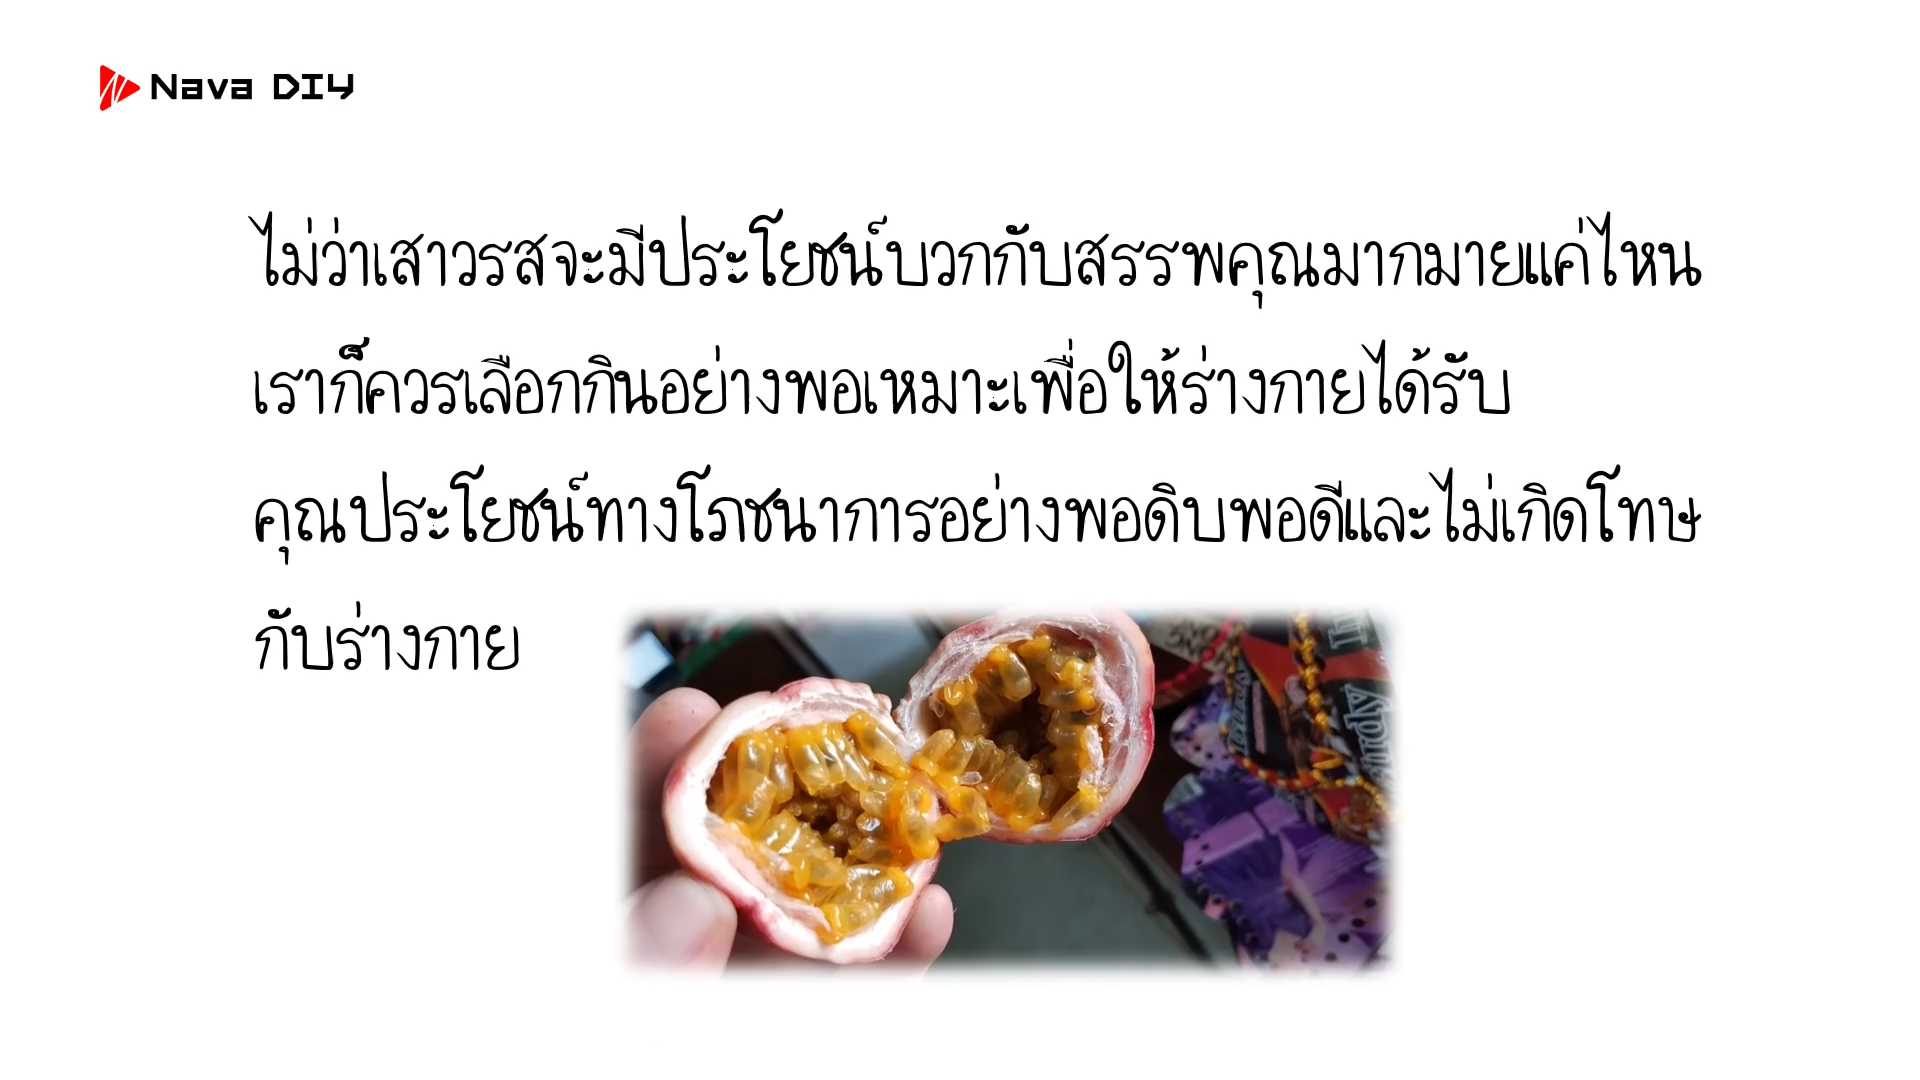 Nava DIY
ไม่ว่าเสาวรสจะมีประโยชน์บวกกับสรรพคุณมากมายแค่ไหน
เราก็ควรเลือกกินอย่างพอเหมาะเพื่อให้ร่างกายได้รับ
คุณประโยชน์ทางโภชนาการอย่างพอดิบพอดีและไม่เกิดโทษ
กับร่างกาย